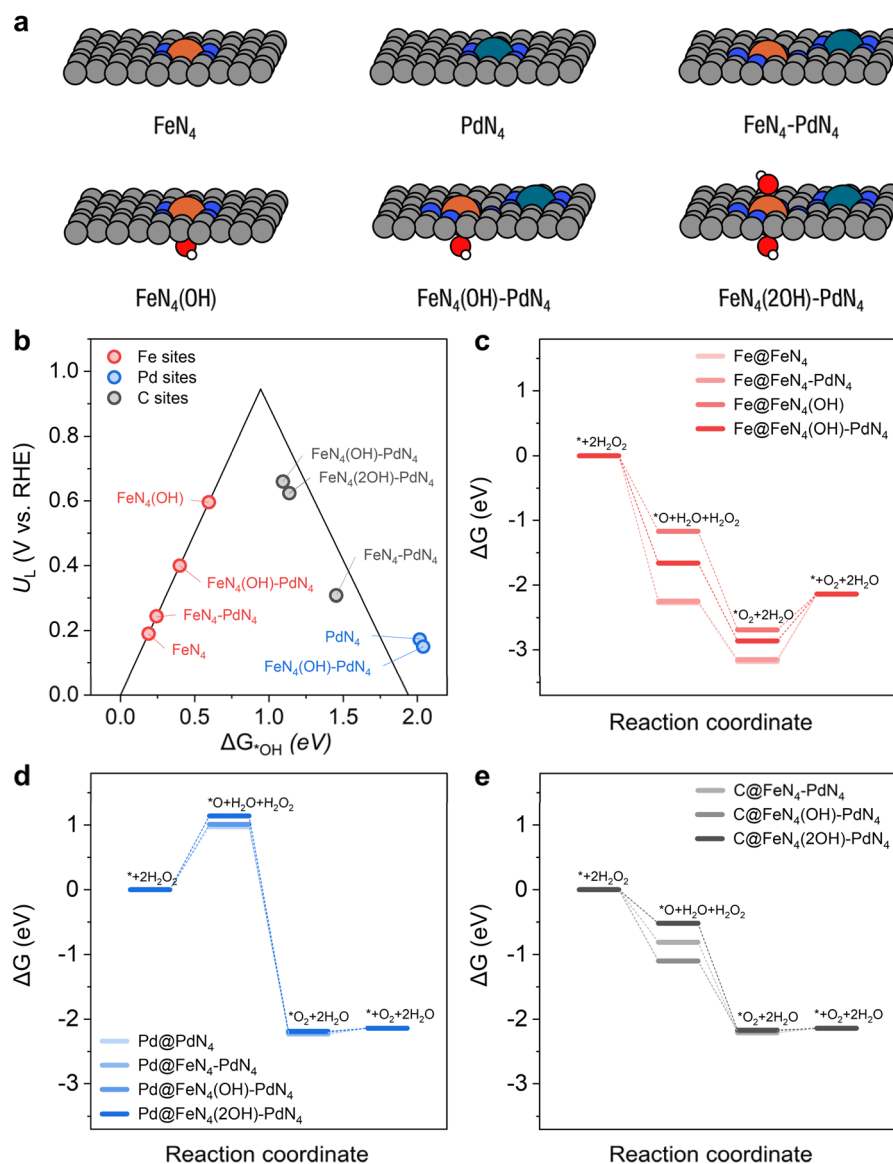 a
FeN₄
PdN₄
FeN₄-PdN₄
FeN₄(OH)
FeN₄(OH)-PdN₄
FeN₄(2OH)-PdN₄
b
Fe sites
Pd sites
C sites
1.0
0.8
0.6
0.4
0.2
0.0
U_L (V vs. RHE)
FeN₄(OH)-PdN₄
FeN₄(2OH)-PdN₄
FeN₄(OH)
FeN₄(OH)-PdN₄
FeN₄-PdN₄
FeN₄-PdN₄
FeN₄
PdN₄
FeN₄(OH)-PdN₄
0.0 0.5 1.0 1.5 2.0
ΔG*OH (eV)
c
Fe@FeN₄
Fe@FeN₄-PdN₄
Fe@FeN₄(OH)
Fe@FeN₄(OH)-PdN₄
1
0
-1
-2
-3
ΔG (eV)
*+2H₂O₂
*O+H₂O+H₂O₂
*O₂+2H₂O
*+O₂+2H₂O
Reaction coordinate
d
1
0
-1
-2
-3
ΔG (eV)
*+2H₂O₂
*O+H₂O+H₂O₂
*O₂+2H₂O
*+O₂+2H₂O
Pd@PdN₄
Pd@FeN₄-PdN₄
Pd@FeN₄(OH)-PdN₄
Pd@FeN₄(2OH)-PdN₄
Reaction coordinate
e
C@FeN₄-PdN₄
C@FeN₄(OH)-PdN₄
C@FeN₄(2OH)-PdN₄
1
0
-1
-2
-3
ΔG (eV)
*+2H₂O₂
*O+H₂O+H₂O₂
*O₂+2H₂O
*+O₂+2H₂O
Reaction coordinate